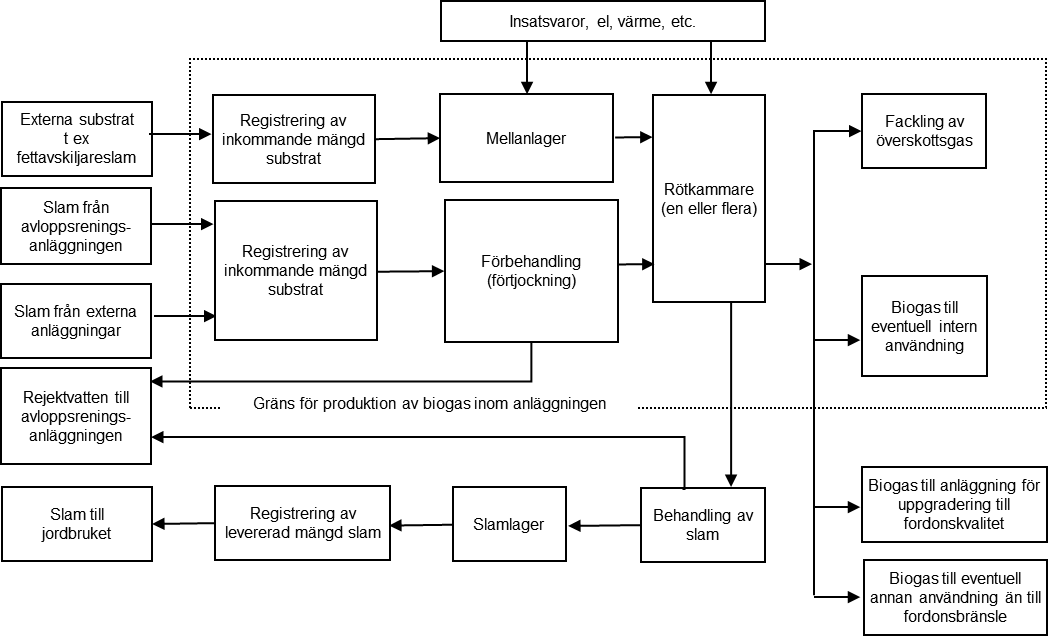 Insatsvaror, el, värme, etc.
Externa substrat
t ex
fettavskiljareslam
Registrering av
inkommande mängd
substrat
Mellanlager
Rötkammare
(en eller flera)
Fackling av
överskottsgas
Slam från
avloppsrenings-
anläggningen
Registrering av
inkommande mängd
substrat
Förbehandling
(förtjockning)
Slam från externa
anläggningar
Biogas till
eventuell intern
användning
Rejektvatten till
avloppsrenings-
anläggningen
Gräns för produktion av biogas inom anläggningen
Slam till
jordbruket
Registrering av
levererad mängd slam
Slamlager
Behandling av
slam
Biogas till anläggning för
uppgradering till
fordonskvalitet
Biogas till eventuell
annan användning än till
fordonsbränsle